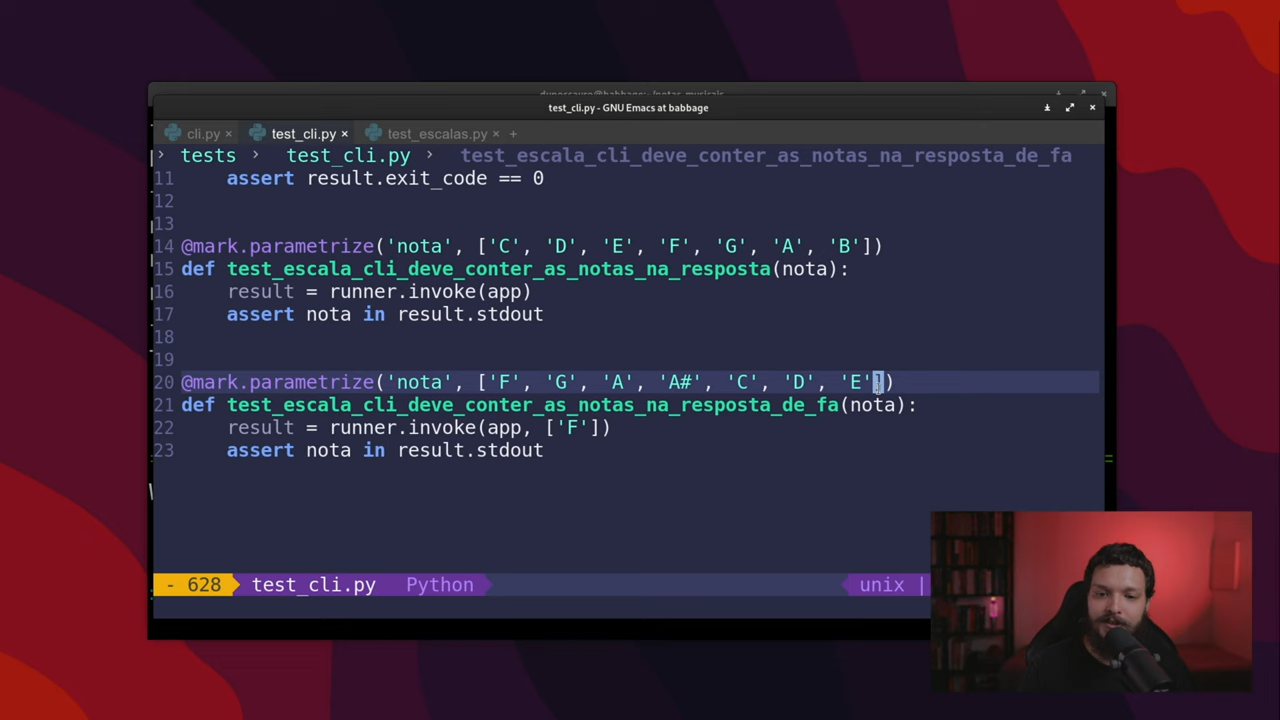 test_cli.py - GNU Emacs at babbage
cli.py × test_cli.py × test_escalas.py × +
› tests › test_cli.py › test_escala_cli_deve_conter_as_notas_na_resposta_de_fa
11 assert result.exit_code == 0
12
13
14 @mark.parametrize('nota', ['C', 'D', 'E', 'F', 'G', 'A', 'B'])
15 def test_escala_cli_deve_conter_as_notas_na_resposta(nota):
16 result = runner.invoke(app)
17 assert nota in result.stdout
18
19
20 @mark.parametrize('nota', ['F', 'G', 'A', 'A#', 'C', 'D', 'E'])
21 def test_escala_cli_deve_conter_as_notas_na_resposta_de_fa(nota):
22 result = runner.invoke(app, ['F'])
23 assert nota in result.stdout
- 628 test_cli.py Python unix |